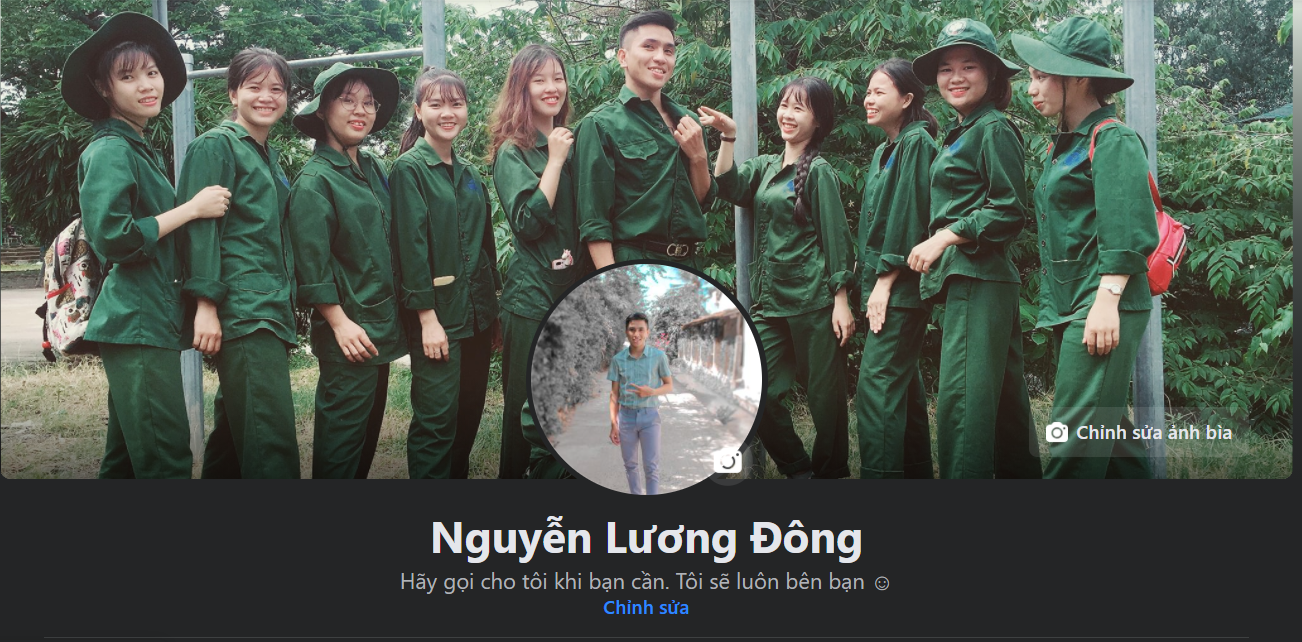 Chỉnh sửa ảnh bìa
Nguyễn Lương Đông
Hãy gọi cho tôi khi bạn cần. Tôi sẽ luôn bên bạn ☺
Chỉnh sửa